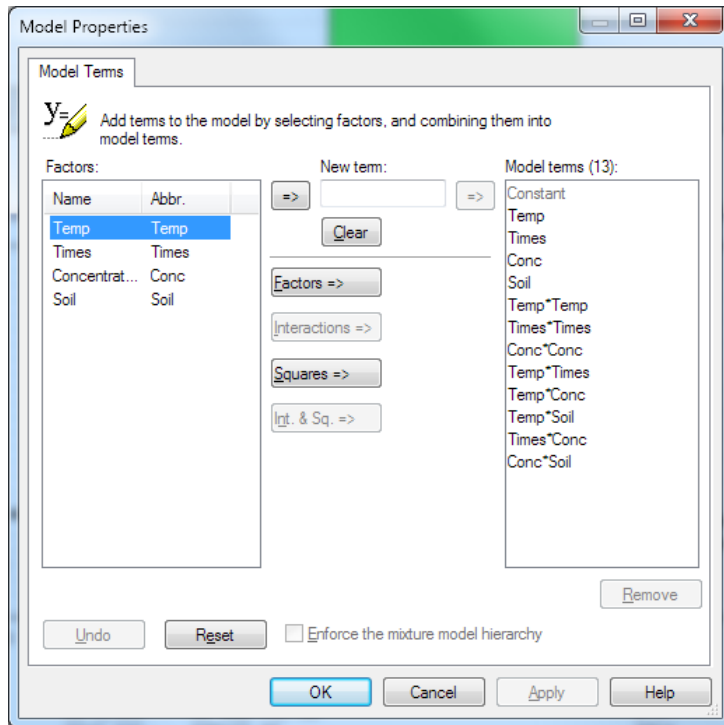 Model Properties
Model Terms
y= Add terms to the model by selecting factors, and combining them into
model terms.
Factors:
Name Abbr.
Temp Temp
Times Times
Concentrat... Conc
Soil Soil
New term:
=> =>
Clear
Factors =>
Interactions =>
Squares =>
Int. & Sq. =>
Model terms (13):
Constant
Temp
Times
Conc
Soil
Temp*Temp
Times*Times
Conc*Conc
Temp*Times
Temp*Conc
Temp*Soil
Times*Conc
Conc*Soil
Remove
Undo Reset Enforce the mixture model hierarchy
OK Cancel Apply Help